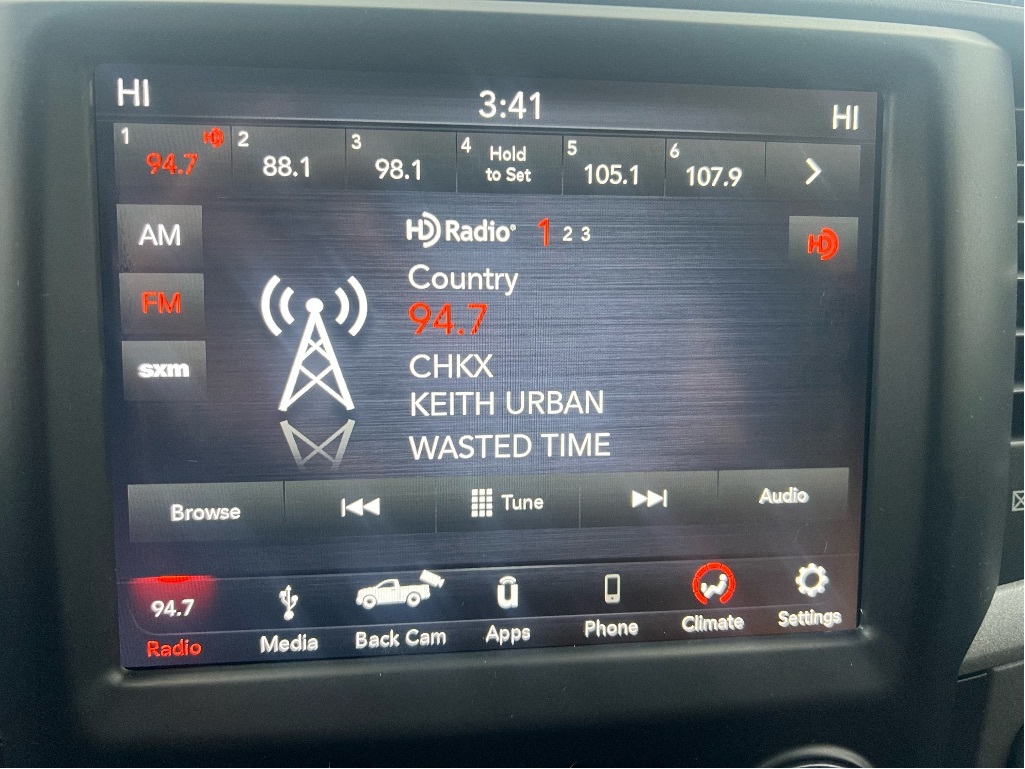 HI 3:41 HI
1 HD 2 3 4 Hold 5 6
94.7 88.1 98.1 to Set 105.1 107.9
AM HD Radio® 1 2 3 HD
Country
FM 94.7
sxm CHKX
KEITH URBAN
WASTED TIME
Browse Tune Audio
94.7
Radio Media Back Cam Apps Phone Climate Settings